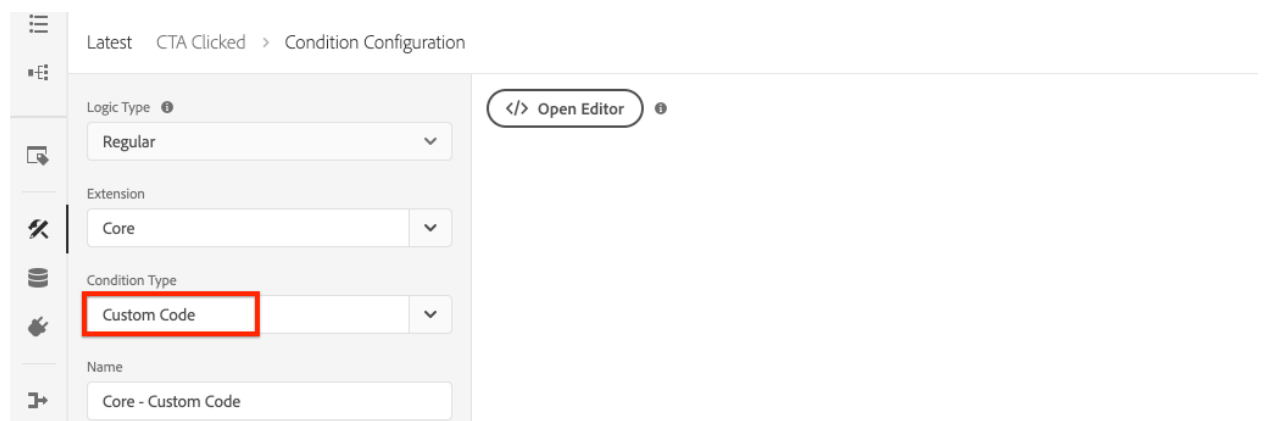 Latest CTA Clicked > Condition Configuration
Logic Type
Regular
Extension
Core
Condition Type
Custom Code
Name
Core - Custom Code
</> Open Editor